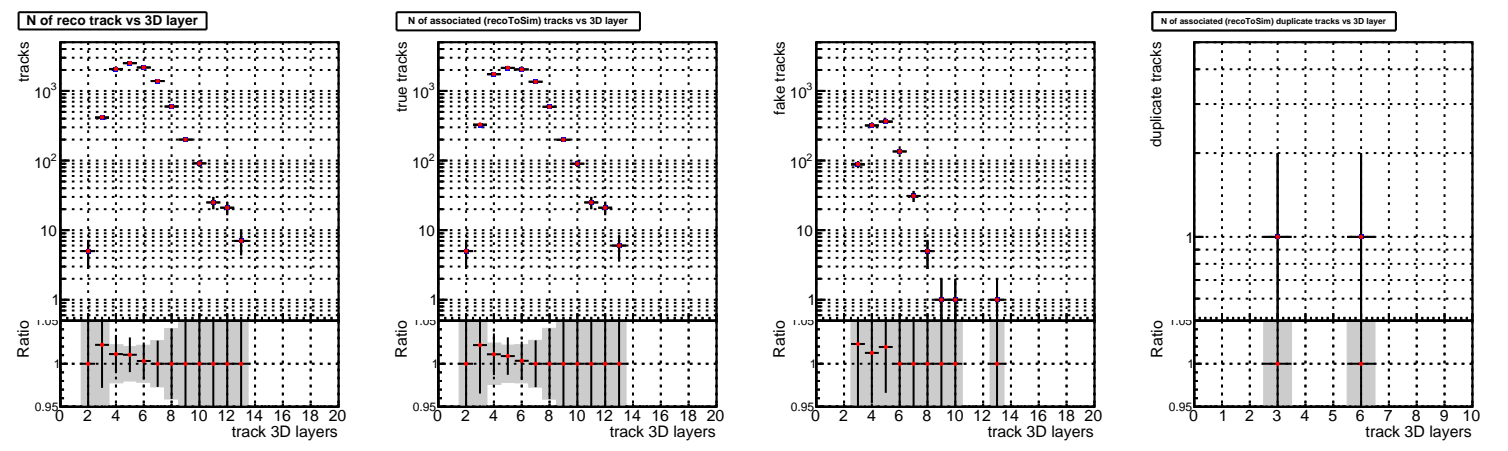 N of reco track vs 3D layer
tracks
10³
10²
10
1
Ratio
1.05
1
0.95
0 2 4 6 8 10 12 14 16 18 20
track 3D layers
N of associated (recoToSim) tracks vs 3D layer
true tracks
10³
10²
10
1
Ratio
1.05
1
0.95
0 2 4 6 8 10 12 14 16 18 20
track 3D layers
fake tracks
10³
10²
10
1
Ratio
1.05
1
0.95
0 2 4 6 8 10 12 14 16 18 20
track 3D layers
N of associated (recoToSim) duplicate tracks vs 3D layer
duplicate tracks
1
Ratio
1.05
1
0.95
0 1 2 3 4 5 6 7 8 9 10
track 3D layers